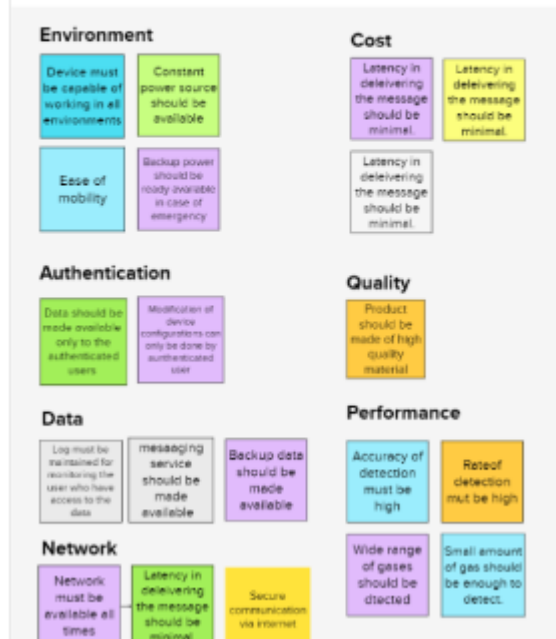 Environment
Device must
be capable of
working in all
environments
Constant
power source
should be
available
Ease of
mobility
Backup power
should be
ready available
in case of
emergency
Cost
Latency in
deleivering
the message
should be
minimal.
Latency in
deleivering
the message
should be
minimal.
Latency in
deleivering
the message
should be
minimal.
Authentication
Data should be
made available
only to the
authenticated
users
Modification of
device
configurations can
only be done by
aunthenticated
user
Quality
Product
should be
made of high
quality
material
Data
Log must be
maintained for
monitoring the
user who have
access to the
data
mesaaging
service
should be
made
available
Backup data
should be
made
available
Performance
Accuracy of
detection
must be
high
Rateof
detection
mut be high
Wide range
of gases
should be
dtected
Small amount
of gas should
be enough to
detect.
Network
Network
must be
available all
times
Latency in
deleivering
the message
should be
minimal
Secure
communication
via internet